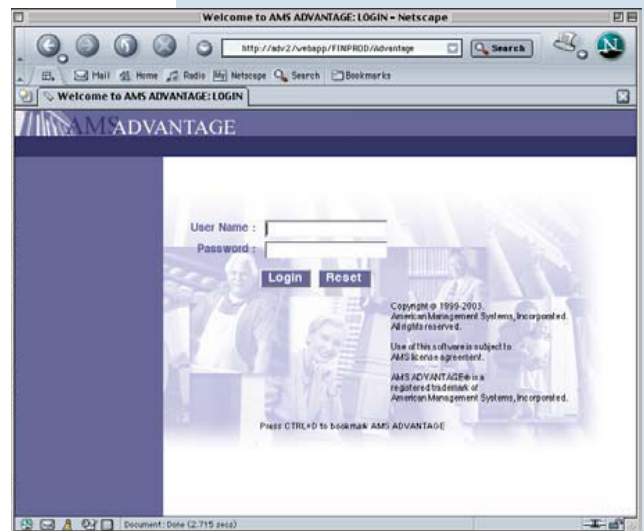 Welcome to AMS ADVANTAGE: LOGIN - Netscape
http://adv2/webapp/FINPROD/Advantage
Search
N
Mail Home Radio Netscape Search Bookmarks
Welcome to AMS ADVANTAGE: LOGIN
AMSADVANTAGE
User Name :
Password :
Login Reset
Copyright © 1999-2003.
American Management Systems, Incorporated.
All rights reserved.
Use of this software is subject to
AMS license agreement.
AMS ADVANTAGE® is a
registered trademark of
American Management Systems, Incorporated.
Press CTRL+D to bookmark AMS ADVANTAGE
Document: Done (2.715 secs)